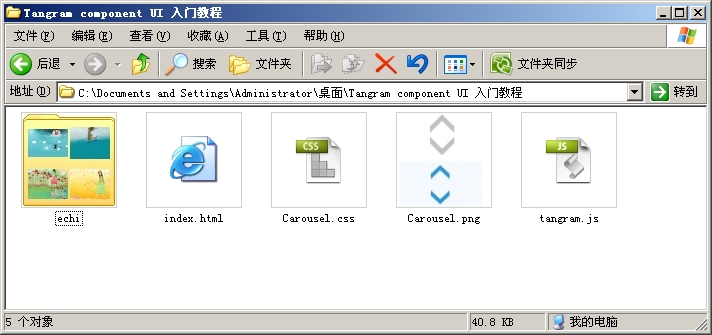 Tangram component UI 入门教程
文件(F) 编辑(E) 查看(V) 收藏(A) 工具(T) 帮助(H)
后退 搜索 文件夹 文件夹同步
地址(D) C:\Documents and Settings\Administrator\桌面\Tangram component UI 入门教程 转到
CSS JS
echi index.html Carousel.css Carousel.png tangram.js
5 个对象 40.8 KB 我的电脑